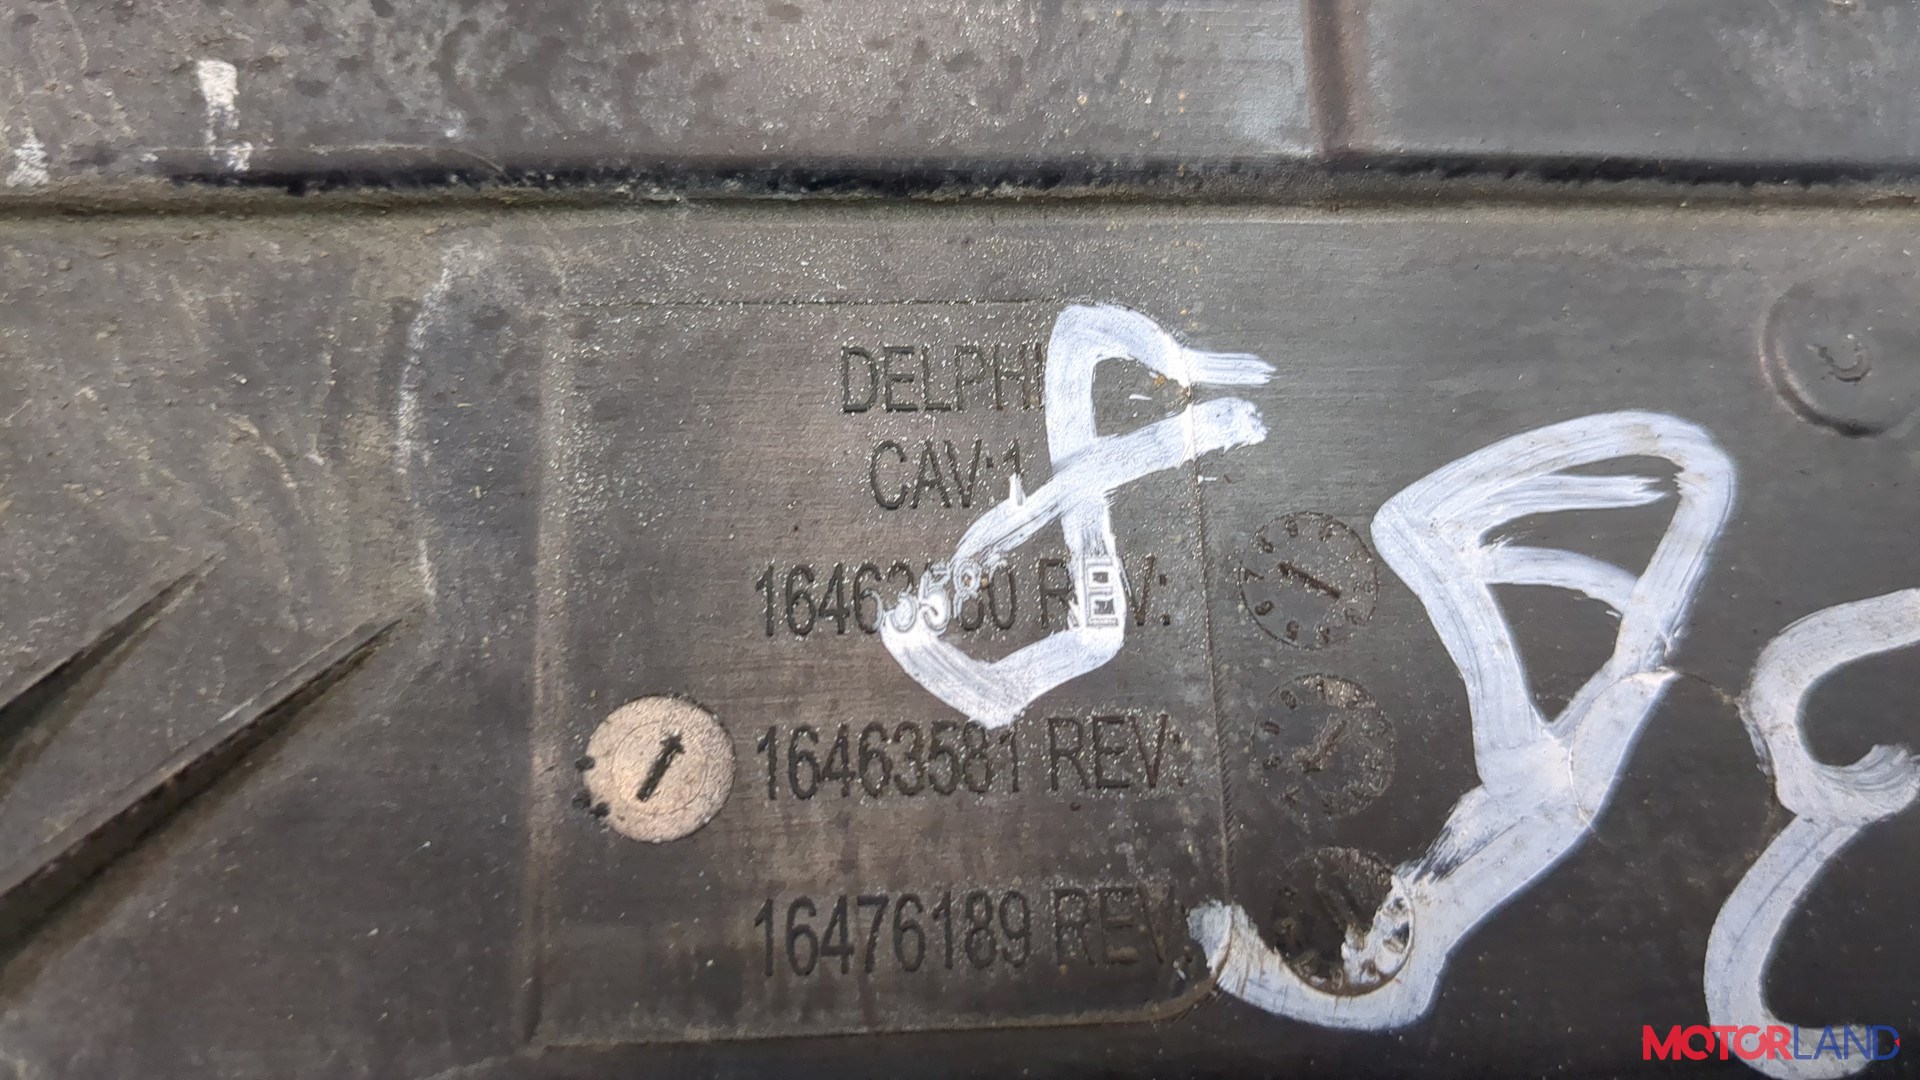 DELPHI
CAV:1
16463580 REV:
16463581 REV:
16476189 REV:
MOTORLAND